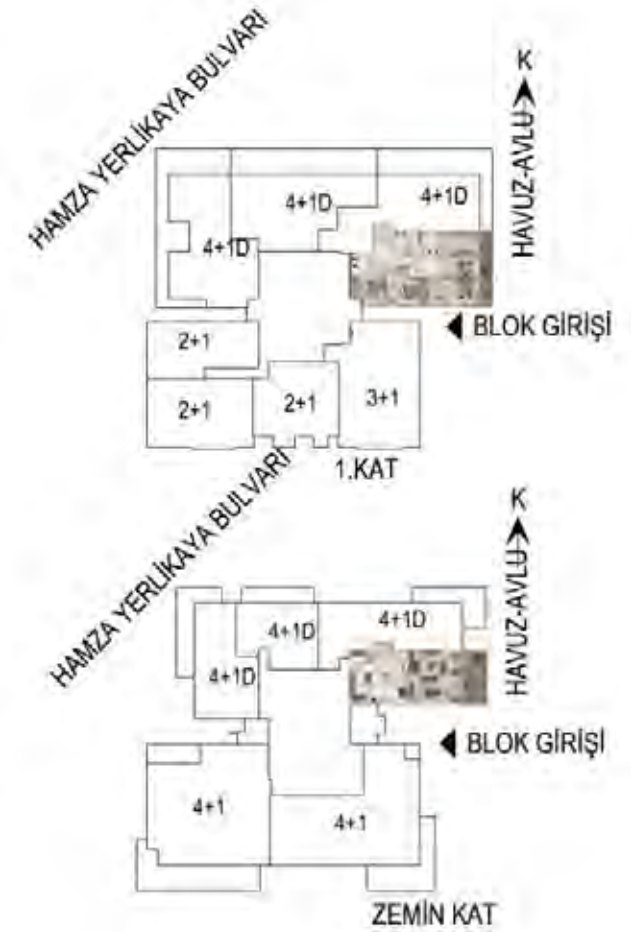 HAMZA YERLİKAYA BULVARI
K
HAVUZ-AVLU
4+1D
4+1D
4+1D
BLOK GİRİŞİ
2+1
2+1
2+1
3+1
1.KAT
HAMZA YERLİKAYA BULVARI
K
HAVUZ-AVLU
4+1D
4+1D
4+1D
BLOK GİRİŞİ
4+1
4+1
ZEMİN KAT